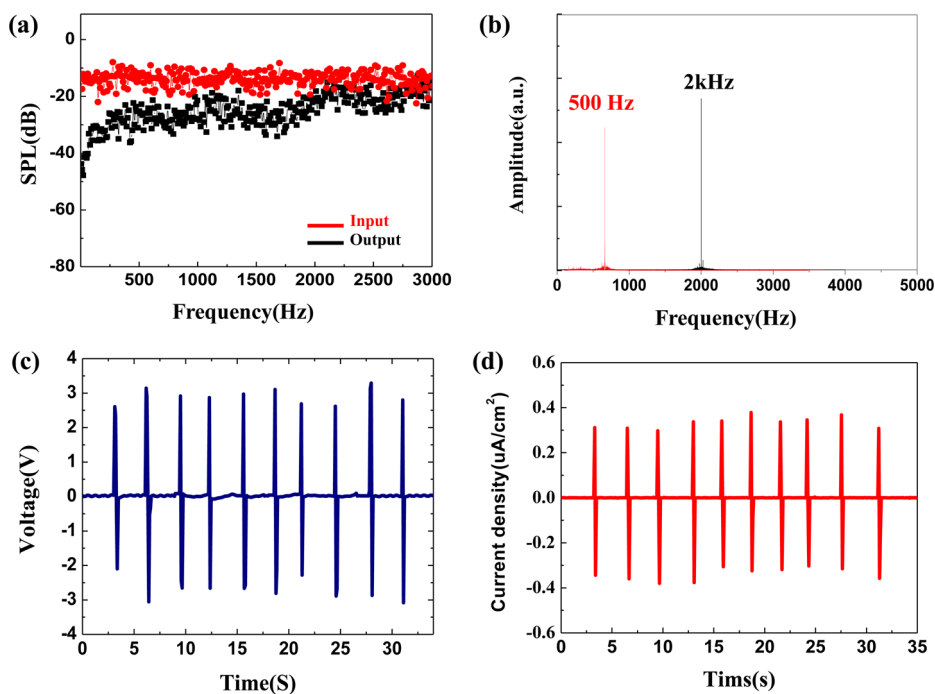 (a)
0
-20
-40
-60
-80
SPL(dB)
Input
Output
500 1000 1500 2000 2500 3000
Frequency(Hz)
(b)
Amplitude(a.u.)
500 Hz
2kHz
0 1000 2000 3000 4000 5000
Frequency(Hz)
(c)
4
3
2
1
0
-1
-2
-3
-4
Voltage(V)
0 5 10 15 20 25 30
Time(S)
(d)
0.6
0.4
0.2
0.0
-0.2
-0.4
-0.6
Current density(uA/cm²)
0 5 10 15 20 25 30 35
Tims(s)